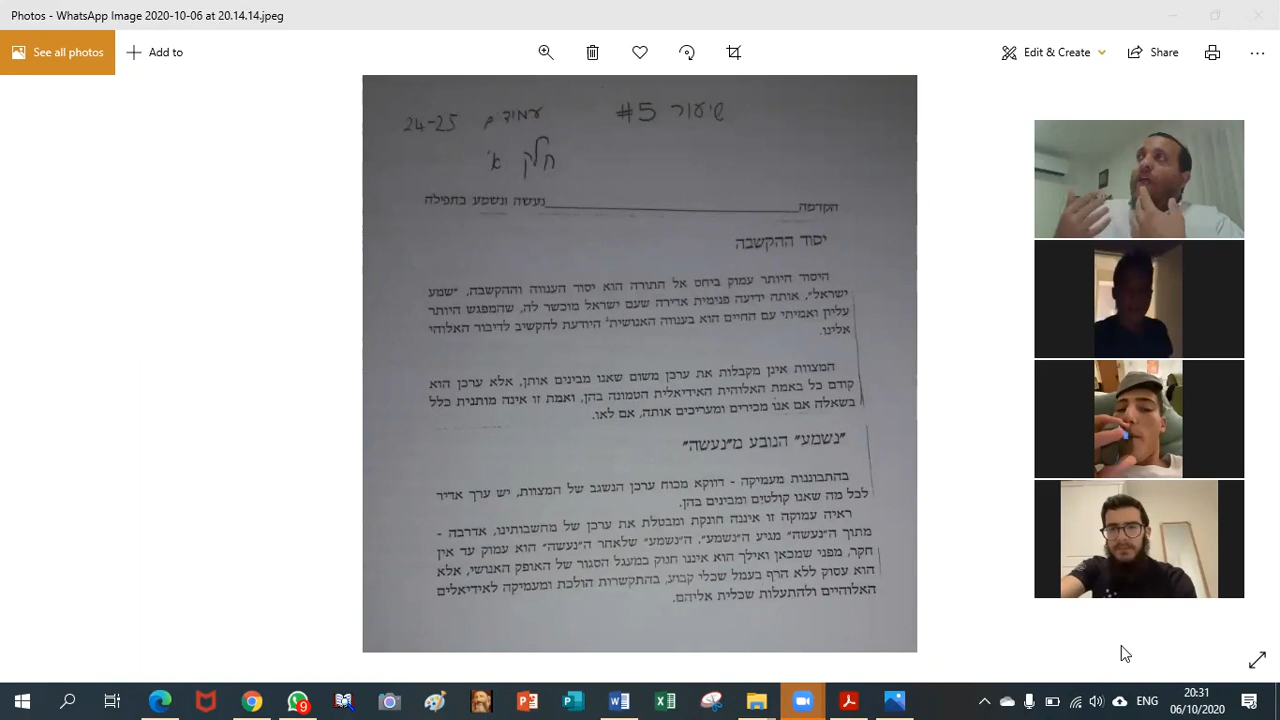 Photos - WhatsApp Image 2020-10-06 at 20.14.14.jpeg
See all photos
Add to
Edit & Create
Share
שיעור #5 עמודים 24-25
חלק א'
הקדמה נעשה ונשמע בתפילה
יסוד ההקשבה
היסוד היותר עמוק ביחס אל התורה הוא יסוד הענווה וההקשבה, "שמע
ישראל", אותה ידיעה פנימית אדירה שעם ישראל מוכשר לה, שהמפגש היותר
עליון ואמיתי עם החיים הוא בענווה האנושית היודעת להקשיב לדיבור האלוהי
אלינו.
המצוות אינן מקבלות את ערכן משום שאנו מבינים אותן, אלא ערכן הוא
קודם כל באמת האלוהית האידיאלית הטמונה בהן, ואמת זו אינה מותנית כלל
בשאלה אם אנו מכירים ומעריכים אותה, אם לאו.
"נשמע" הנובע מ"נעשה"
בהתבוננות מעמיקה - דווקא מכוח ערכן הנשגב של המצוות, יש ערך אדיר
לכל מה שאנו קולטים ומבינים בהן.
ראיה עמוקה זו איננה חונקת ומבטלת את ערכן של מחשבותינו, אדרבה -
מתוך ה"נעשה" מגיע ה"נשמע". ה"נשמע" שלאחר ה"נעשה" הוא עמוק עד אין
חקר, מפני שמכאן ואילך הוא איננו חנוק במעגל הסגור של האופק האנושי, אלא
הוא עסוק ללא הרף בעמל שכלי קבוע, בהתקשרות הולכת ומעמיקה לאידיאלים
האלוהיים ולהתעלות שכלית אליהם.
9
ENG
20:31
06/10/2020